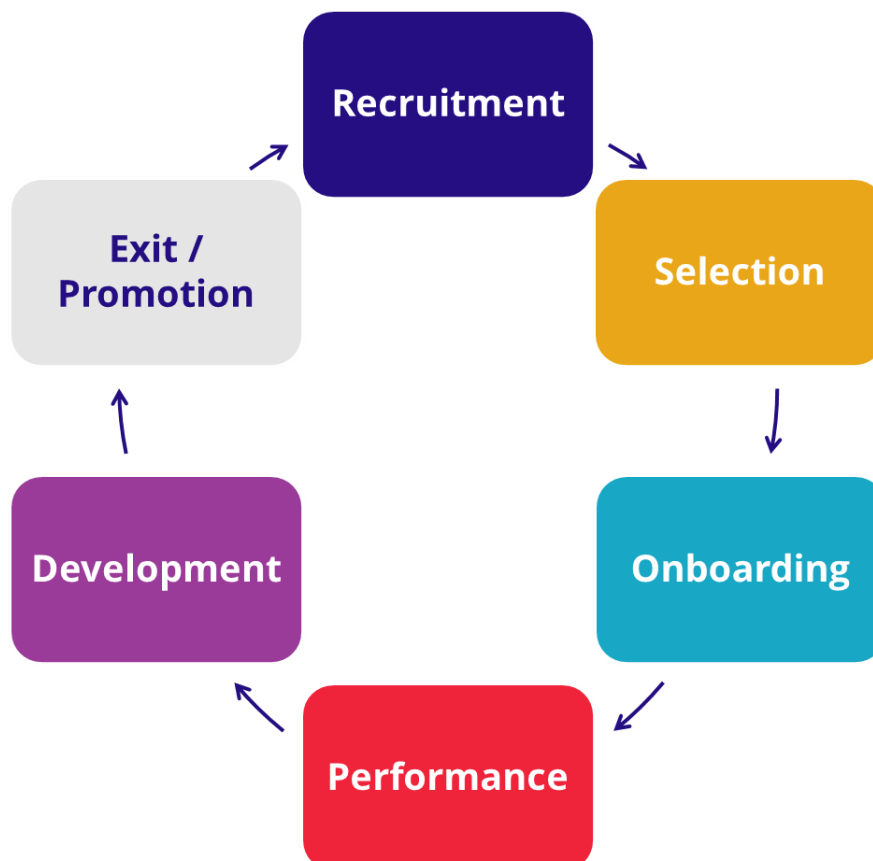 Recruitment
Selection
Onboarding
Performance
Development
Exit /
Promotion